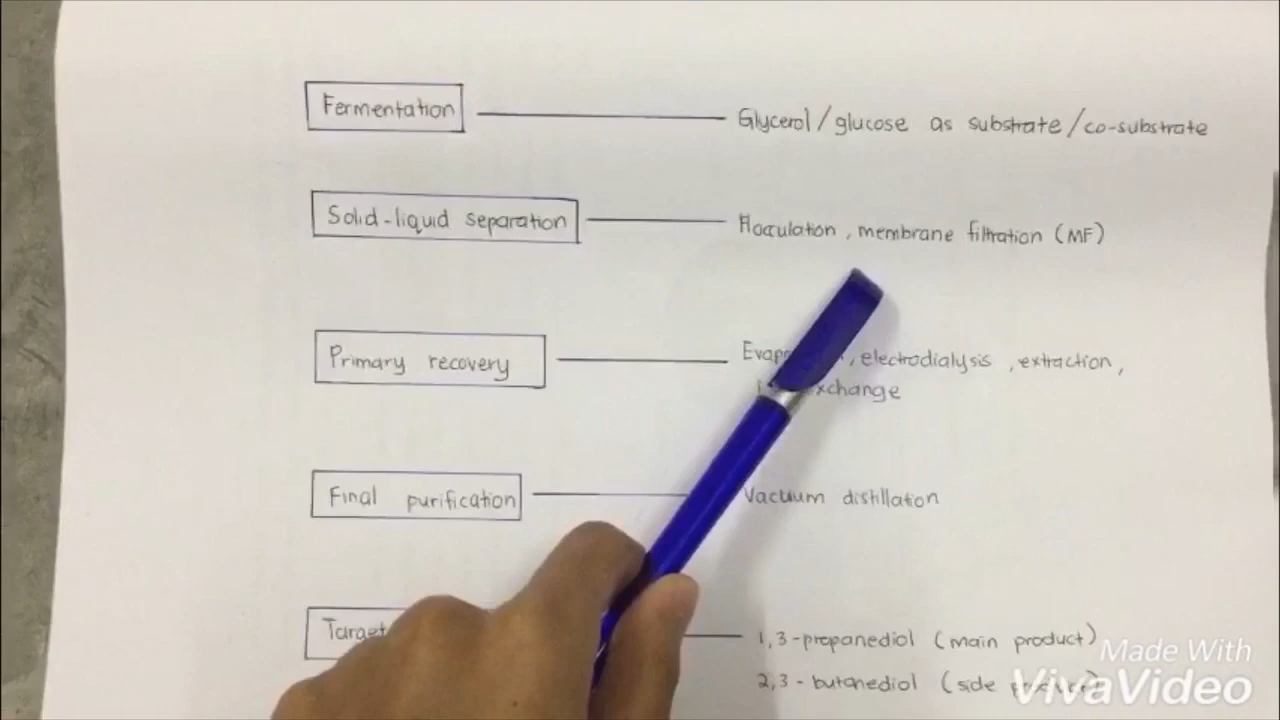 Fermentation Glycerol/glucose as substrate/co-substrate
Solid-liquid separation Flocculation, membrane filtration (MF)
Primary recovery electrodialysis, extraction,
exchange
Final purification Vacuum distillation
Target 1,3-propanediol (main product)
2,3-butanediol (side
Made With
VivaVideo